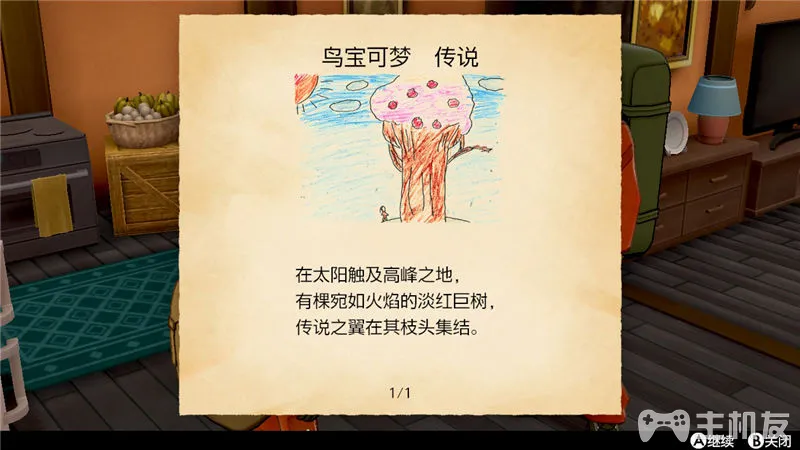 鸟宝可梦　传说
在太阳触及高峰之地，
有棵宛如火焰的淡红巨树，
传说之翼在其枝头集结。
1/1
主机友
A继续 B关闭